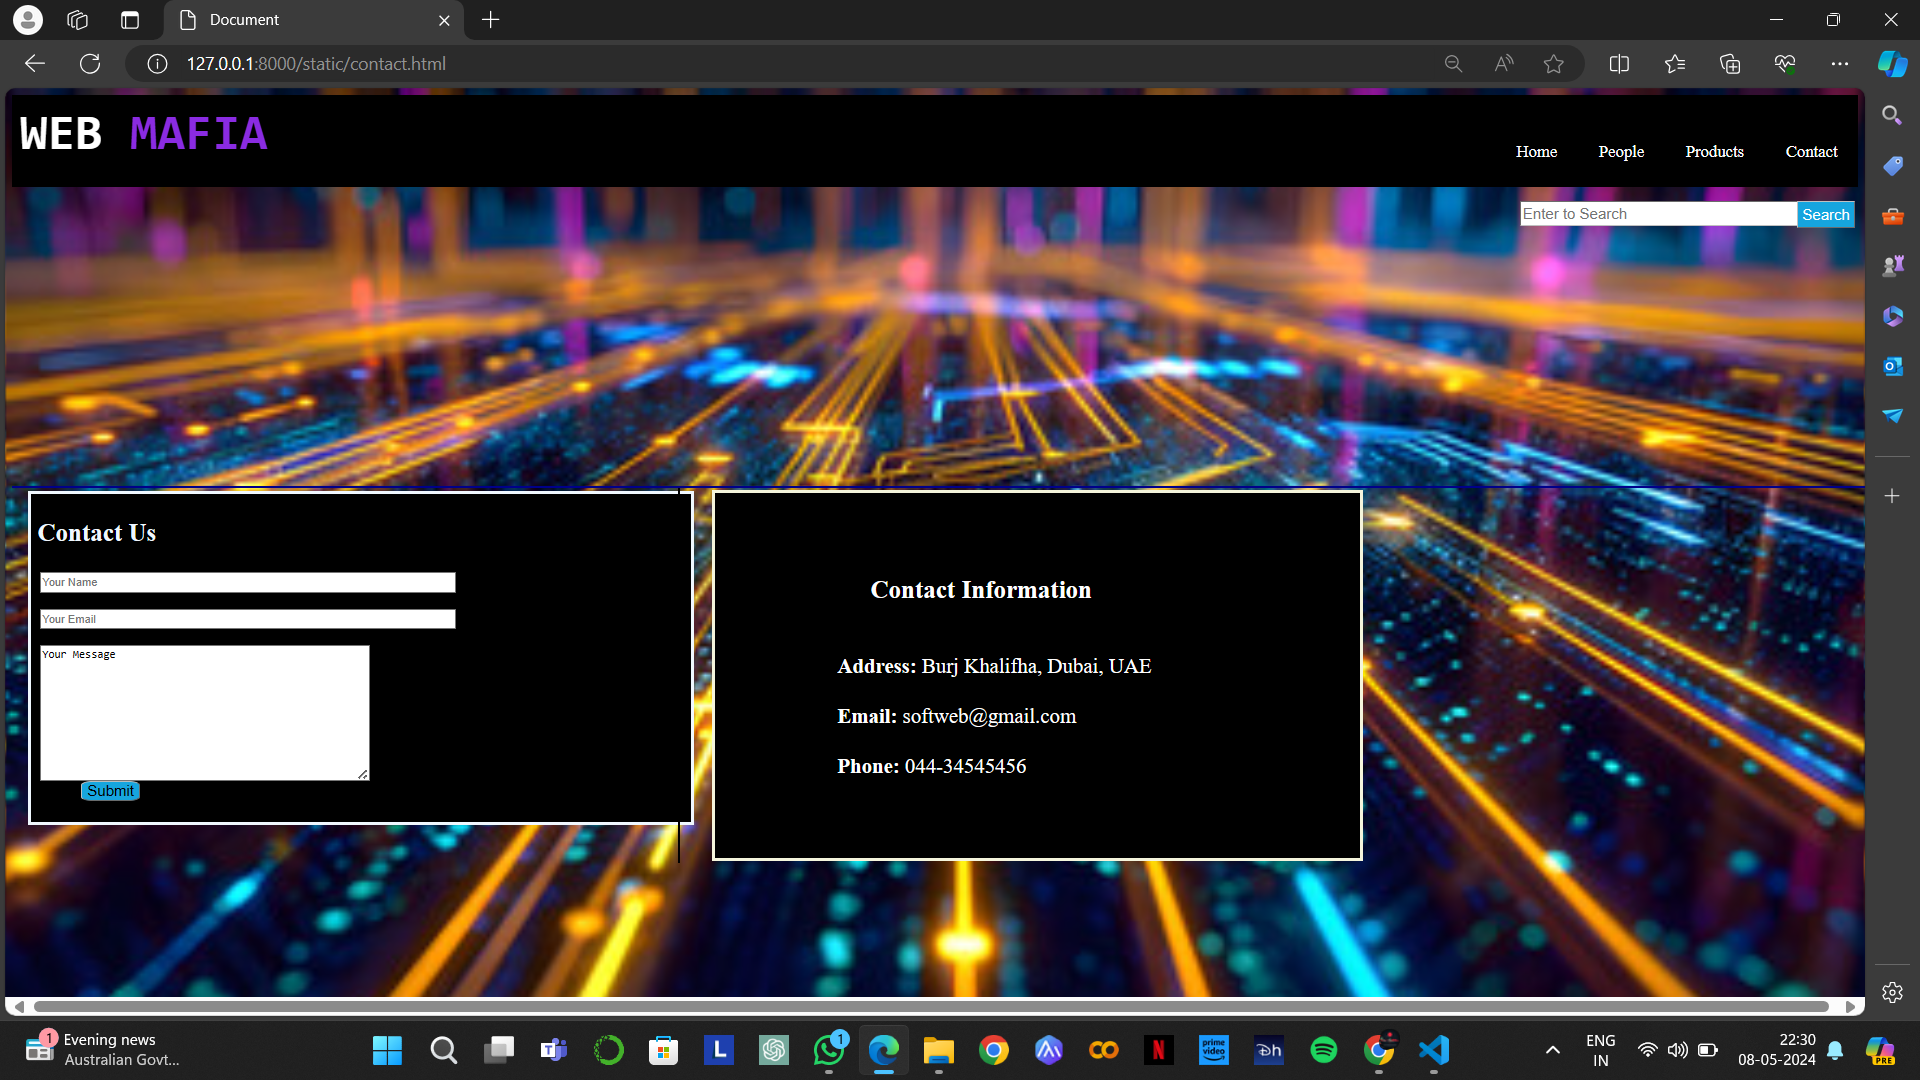 Document
127.0.0.1:8000/static/contact.html
WEB MAFIA
Home People Products Contact
Enter to Search Search
Contact Us
Your Name
Your Email
Your Message
Submit
Contact Information
Address: Burj Khalifha, Dubai, UAE
Email: softweb@gmail.com
Phone: 044-34545456
1 Evening news
Australian Govt...
L
1
N
prime video
ENG
IN
22:30
08-05-2024
PRE